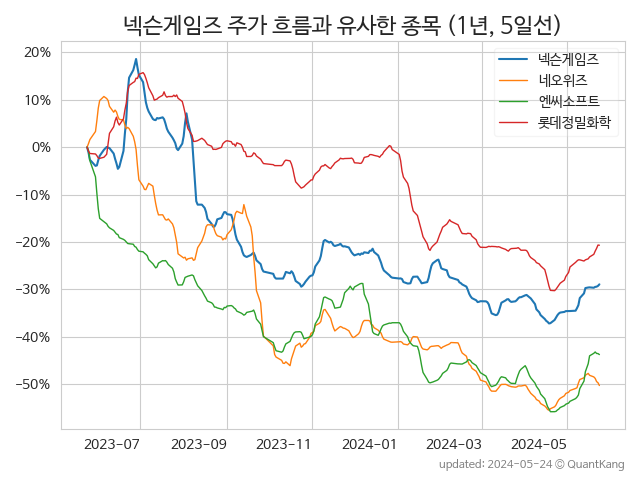 넥슨게임즈 주가 흐름과 유사한 종목 (1년, 5일선)
넥슨게임즈
네오위즈
엔씨소프트
롯데정밀화학
20%
10%
0%
−10%
−20%
−30%
−40%
−50%
2023-07 2023-09 2023-11 2024-01 2024-03 2024-05
updated: 2024-05-24 © QuantKang